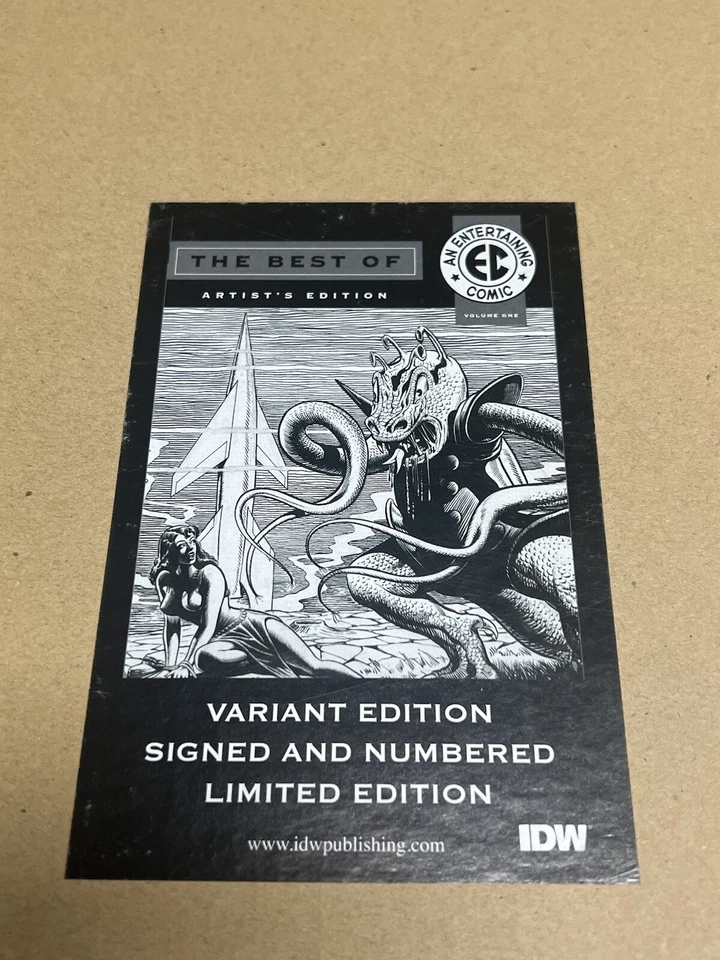 THE BEST OF
AN ENTERTAINING
EC
COMIC
ARTIST'S EDITION
VOLUME ONE
VARIANT EDITION
SIGNED AND NUMBERED
LIMITED EDITION
www.idwpublishing.com
IDW